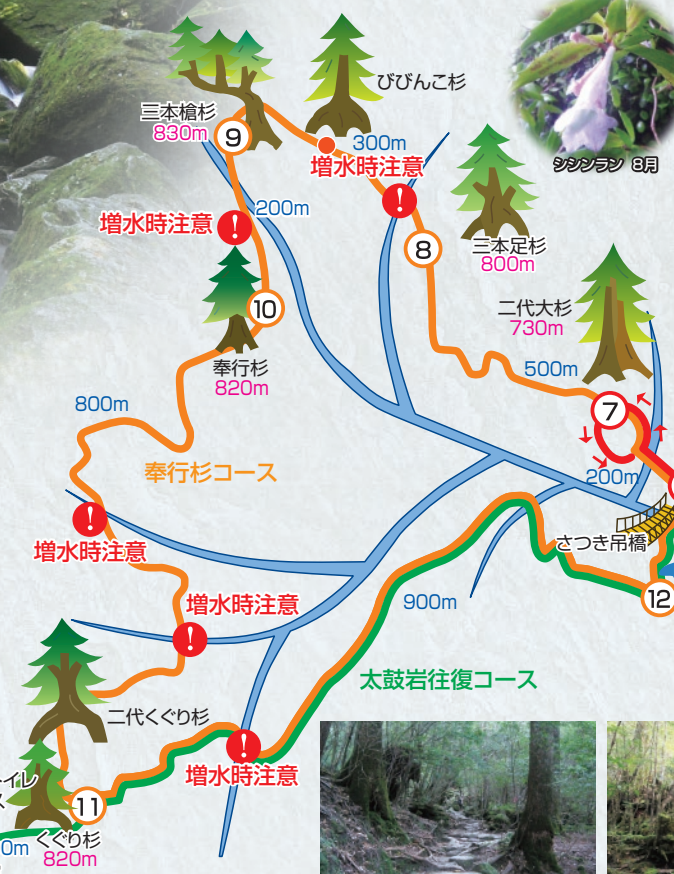 びびんこ杉
三本槍杉
830m
9
300m
増水時注意
シシンラン 8月
!
200m
増水時注意
!
8
三本足杉
800m
10
二代大杉
730m
奉行杉
820m
500m
800m
7
奉行杉コース
200m
!
増水時注意
さつき吊橋
900m
12
増水時注意
!
太鼓岩往復コース
二代くぐり杉
!
増水時注意
イレ
11
くぐり杉
0m
820m